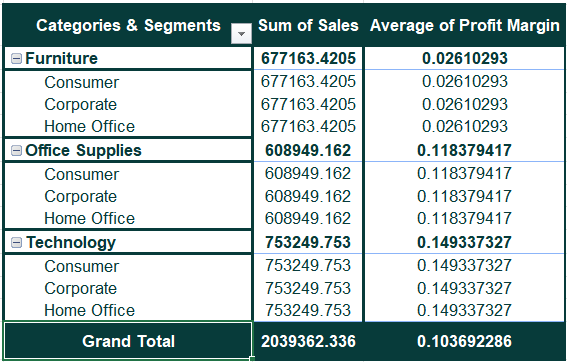 Categories & Segments Sum of Sales Average of Profit Margin
Furniture 677163.4205 0.02610293
Consumer 677163.4205 0.02610293
Corporate 677163.4205 0.02610293
Home Office 677163.4205 0.02610293
Office Supplies 608949.162 0.118379417
Consumer 608949.162 0.118379417
Corporate 608949.162 0.118379417
Home Office 608949.162 0.118379417
Technology 753249.753 0.149337327
Consumer 753249.753 0.149337327
Corporate 753249.753 0.149337327
Home Office 753249.753 0.149337327
Grand Total 2039362.336 0.103692286